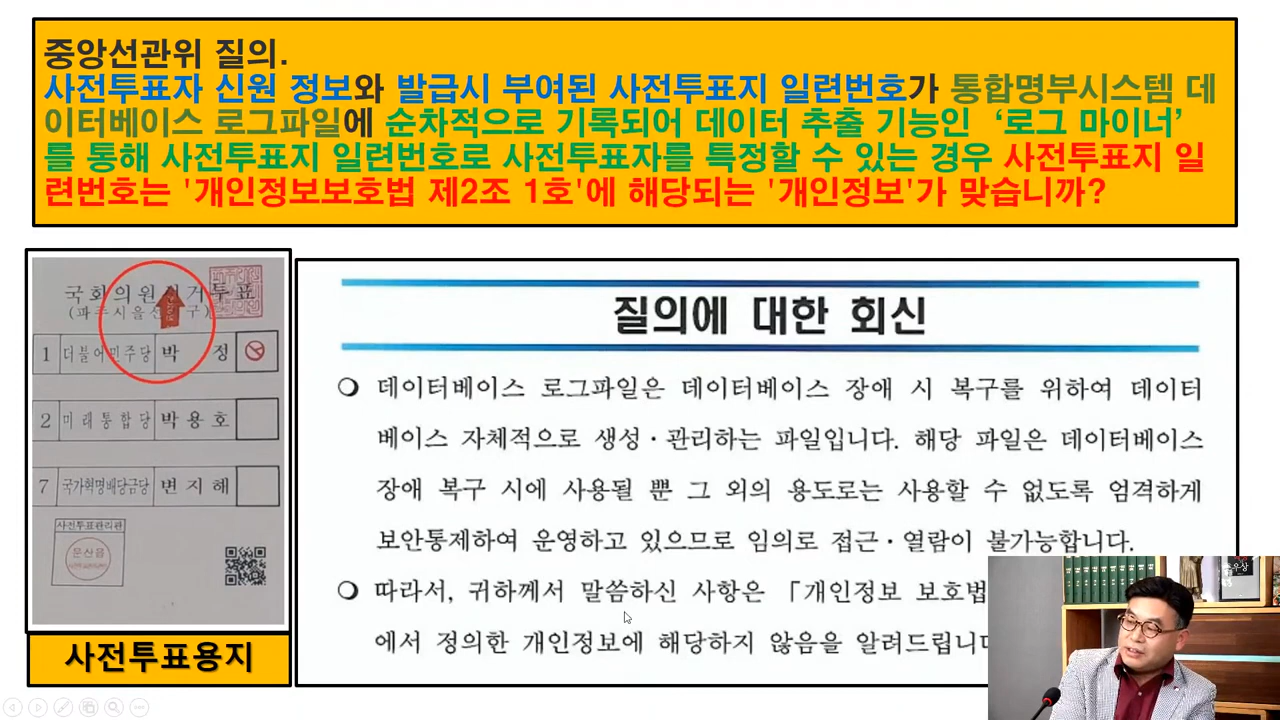 중앙선관위 질의.
사전투표자 신원 정보와 발급시 부여된 사전투표지 일련번호가 통합명부시스템 데
이터베이스 로그파일에 순차적으로 기록되어 데이터 추출 기능인 ‘로그 마이너’
를 통해 사전투표지 일련번호로 사전투표자를 특정할 수 있는 경우 사전투표지 일
련번호는 '개인정보보호법 제2조 1호'에 해당되는 '개인정보'가 맞습니까?
국회의원선거투표
(파주시을선거구)
1 더불어민주당 박 정
2 미래통합당 박용호
7 국가혁명배당금당 변지해
사전투표관리관
문산읍
사전투표용지
질의에 대한 회신
❍ 데이터베이스 로그파일은 데이터베이스 장애 시 복구를 위하여 데이터
베이스 자체적으로 생성·관리하는 파일입니다. 해당 파일은 데이터베이스
장애 복구 시에 사용될 뿐 그 외의 용도로는 사용할 수 없도록 엄격하게
보안통제하여 운영하고 있으므로 임의로 접근·열람이 불가능합니다.
❍ 따라서, 귀하께서 말씀하신 사항은 「개인정보 보호법
에서 정의한 개인정보에 해당하지 않음을 알려드립니다
우상